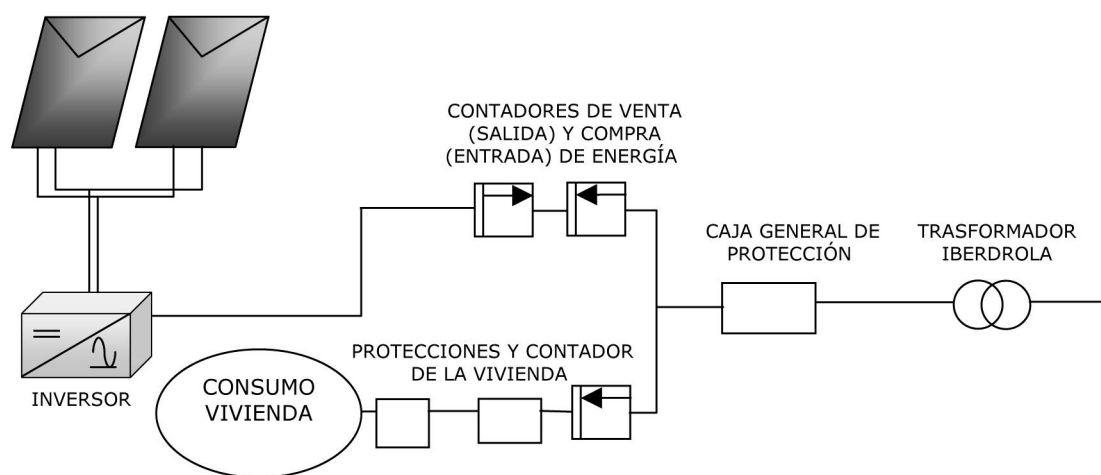 CONTADORES DE VENTA
(SALIDA) Y COMPRA
(ENTRADA) DE ENERGÍA
CAJA GENERAL DE
PROTECCIÓN
TRASFORMADOR
IBERDROLA
PROTECCIONES Y CONTADOR
DE LA VIVIENDA
INVERSOR
CONSUMO
VIVIENDA